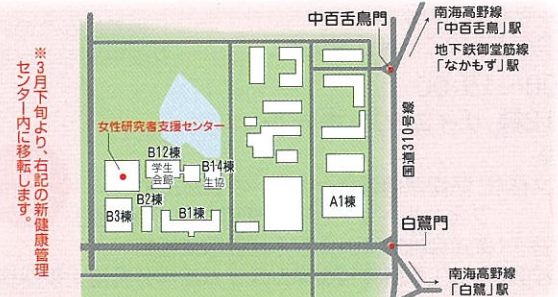 ※3月下旬より、右記の新健康管理
センター内に移転します。
中百舌鳥門
南海高野線
「中百舌鳥」駅
地下鉄御堂筋線
「なかもず」駅
国道310号線
女性研究者支援センター
B12棟
学生
会館
B14棟
生協
B3棟
B2棟
B1棟
A1棟
白鷺門
南海高野線
「白鷺」駅